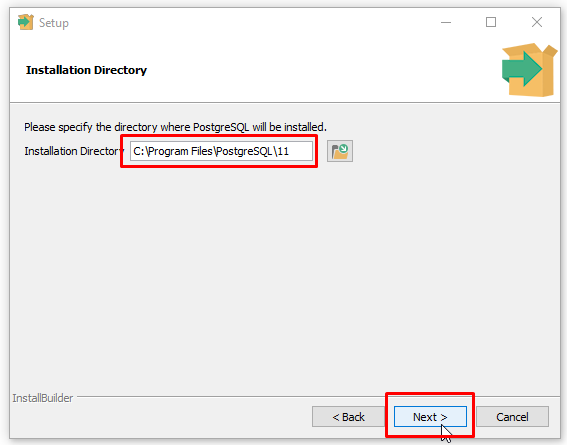 Setup
Installation Directory
Please specify the directory where PostgreSQL will be installed.
Installation Directory C:\Program Files\PostgreSQL\11
InstallBuilder
< Back Next > Cancel